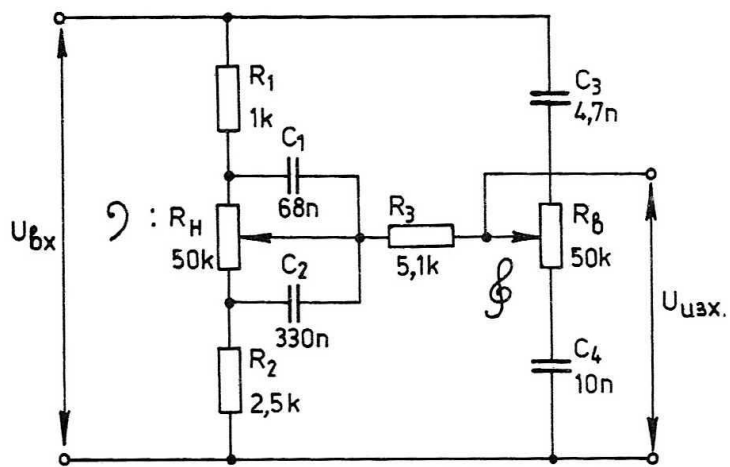 R₁
1k
C₁
68n
C₃
4,7n
Uвх
: Rн
50k
R₃
5,1k
Rв
50k
C₂
330n
Uизх.
R₂
2,5k
C₄
10n